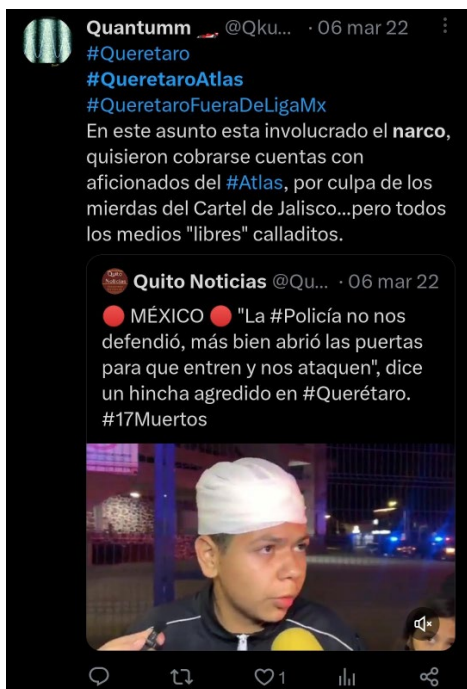 Quantumm @Qku... · 06 mar 22
#Queretaro
#QueretaroAtlas
#QueretaroFueraDeLigaMx
En este asunto esta involucrado el narco,
quisieron cobrarse cuentas con
aficionados del #Atlas, por culpa de los
mierdas del Cartel de Jalisco...pero todos
los medios "libres" calladitos.
Quito Noticias @Qu... · 06 mar 22
🔴 MÉXICO 🔴 "La #Policía no nos
defendió, más bien abrió las puertas
para que entren y nos ataquen", dice
un hincha agredido en #Querétaro.
#17Muertos
1